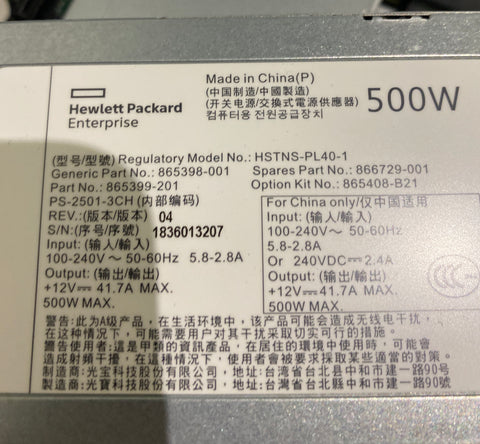 Made in China(P)
(中国制造/中國製造)
(开关电源/交換式電源供應器)
컴퓨터용 전원공급장치
500W
Hewlett Packard
Enterprise
(型号/型號) Regulatory Model No.: HSTNS-PL40-1
Generic Part No.: 865398-001 Spares Part No.: 866729-001
Part No.: 865399-201 Option Kit No.: 865408-B21
PS-2501-3CH (内部编码)
REV.:(版本/版本) 04
S/N:(序号/序號) 1836013207
Input: (输入/輸入)
100-240V～ 50-60Hz 5.8-2.8A
Output: (输出/輸出)
+12V⎓ 41.7A MAX.
500W MAX.
For China only/仅中国适用
Input: (输入/輸入)
100-240V～ 50-60Hz
5.8-2.8A
Or 240VDC⎓ 2.4A
Output: (输出/輸出)
+12V⎓ 41.7A MAX.
500W MAX.
CCC
警告:此为A级产品，在生活环境中，该产品可能会造成无线电干扰，
在这种情况下，可能需要用户对其干扰采取切实可行的措施。
警告:這是甲類的資訊產品，在居住的環境中使用時，可能會
造成射頻干擾，在這種情況下，使用者會被要求採取某些適當的對策。
制造商：光宝科技股份有限公司，地址：台湾省台北县中和市建一路90号
製造商：光寶科技股份有限公司，地址：台灣省台北縣中和市建一路90號